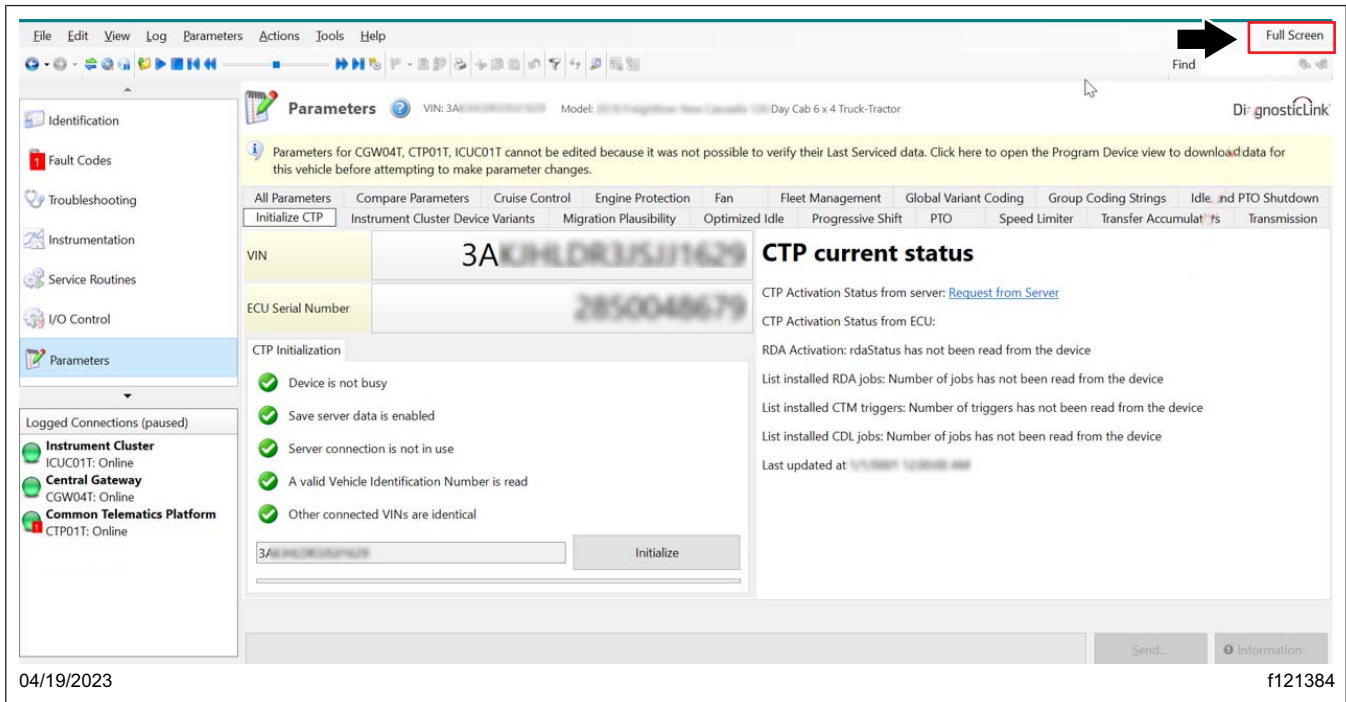 File Edit View Log Parameters Actions Tools Help Full Screen
Find
Identification
1 Fault Codes
Troubleshooting
Instrumentation
Service Routines
I/O Control
Parameters
Logged Connections (paused)
Instrument Cluster
ICUC01T: Online
Central Gateway
CGW04T: Online
Common Telematics Platform
1 CTP01T: Online
Parameters VIN: 3A Model: Day Cab 6 x 4 Truck-Tractor
DiagnosticLink
Parameters for CGW04T, CTP01T, ICUC01T cannot be edited because it was not possible to verify their Last Serviced data. Click here to open the Program Device view to download data for
this vehicle before attempting to make parameter changes.
All Parameters Compare Parameters Cruise Control Engine Protection Fan Fleet Management Global Variant Coding Group Coding Strings Idle and PTO Shutdown
Initialize CTP Instrument Cluster Device Variants Migration Plausibility Optimized Idle Progressive Shift PTO Speed Limiter Transfer Accumulators Transmission
VIN 3A
ECU Serial Number
CTP Initialization
Device is not busy
Save server data is enabled
Server connection is not in use
A valid Vehicle Identification Number is read
Other connected VINs are identical
3A Initialize
CTP current status
CTP Activation Status from server: Request from Server
CTP Activation Status from ECU:
RDA Activation: rdaStatus has not been read from the device
List installed RDA jobs: Number of jobs has not been read from the device
List installed CTM triggers: Number of triggers has not been read from the device
List installed CDL jobs: Number of jobs has not been read from the device
Last updated at
Send... Information
04/19/2023 f121384